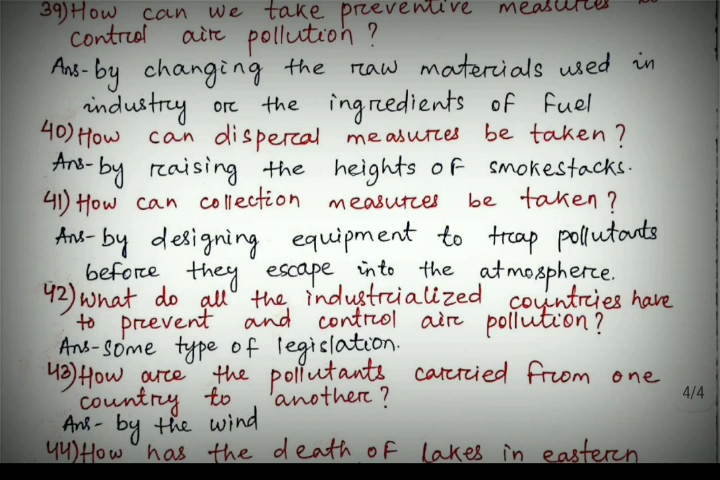 39) How can we take preventive measures to
control air pollution?
Ans- by changing the raw materials used in
industry or the ingredients of fuel
40) How can dispersal measures be taken?
Ans- by raising the heights of smokestacks.
41) How can collection measures be taken?
Ans- by designing equipment to trap pollutants
before they escape into the atmosphere.
42) What do all the industrialized countries have
to prevent and control air pollution?
Ans- some type of legislation.
43) How are the pollutants carried from one
country to another?
4/4
Ans- by the wind
44) How has the death of lakes in eastern